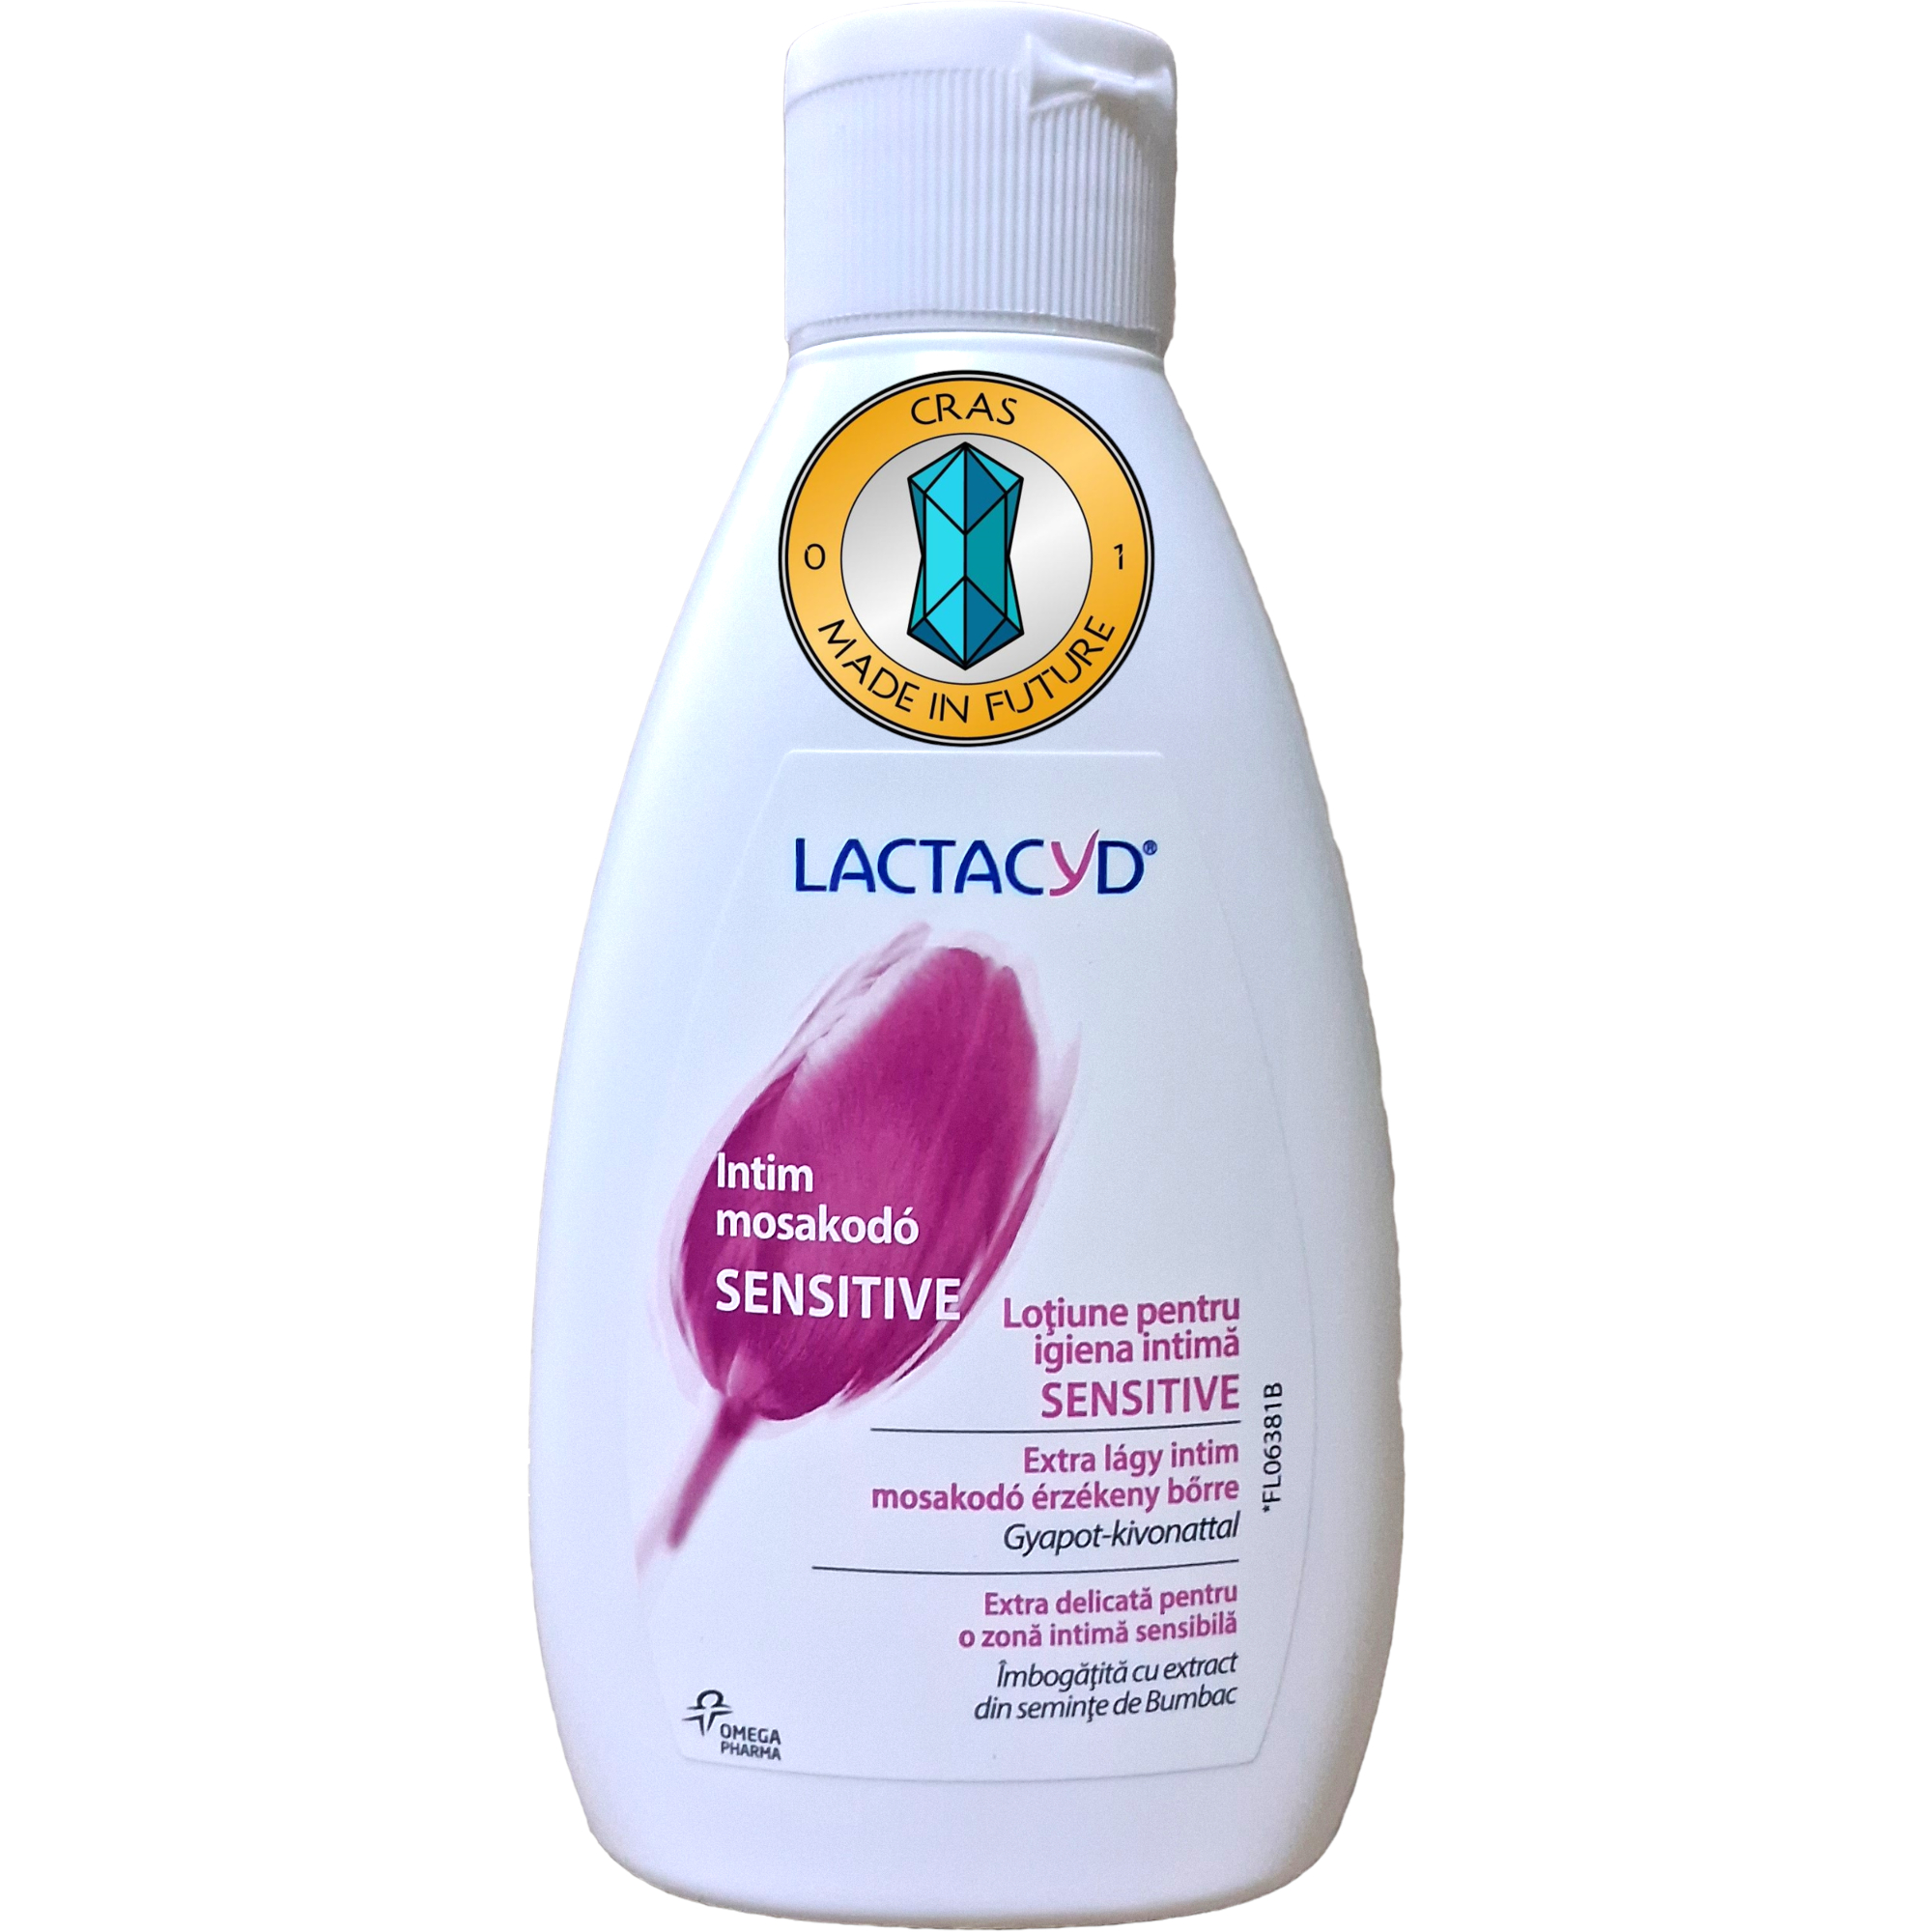 CRAS
0 1
MADE IN FUTURE
LACTACYD®
Intim
mosakodó
SENSITIVE
Loţiune pentru
igiena intimă
SENSITIVE
Extra lágy intim
mosakodó érzékeny bőrre
Gyapot-kivonattal
Extra delicată pentru
o zonă intimă sensibilă
Îmbogăţită cu extract
din seminţe de Bumbac
*FL06381B
OMEGA
PHARMA